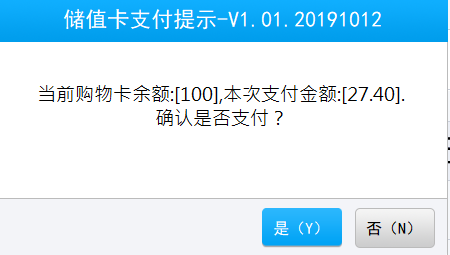 储值卡支付提示-V1.01.20191012
当前购物卡余额:[100],本次支付金额:[27.40].
确认是否支付？
是（Y） 否（N）